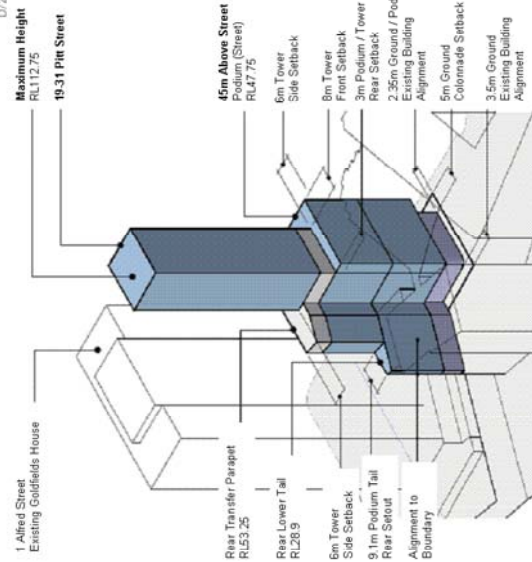 Maximum Height
RL112.75
19-31 Pitt Street
45m Above Street
Podium (Street)
RL47.75
6m Tower
Side Setback
8m Tower
Front Setback
3m Podium / Tower
Rear Setback
2.35m Ground / Pod
Existing Building
Alignment
5m Ground
Colonnade Setback
3.5m Ground
Existing Building
Alignment
1 Alfred Street
Existing Goldfields House
Rear Transfer Parapet
RL53.25
Rear Lower Tail
RL28.9
6m Tower
Side Setback
9.1m Podium Tail
Rear Setout
Alignment to
Boundary